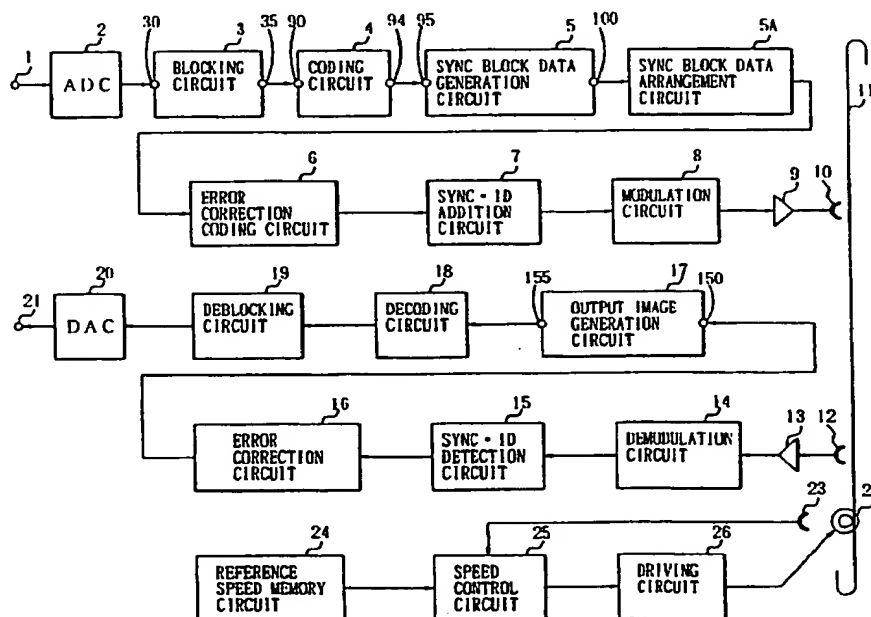 1
2
ADC
30
3
BLOCKING
CIRCUIT
35
90
4
CODING
CIRCUIT
94
95
5
SYNC BLOCK DATA
GENERATION
CIRCUIT
100
5A
SYNC BLOCK DATA
ARRANGEMENT
CIRCUIT
11
6
ERROR
CORRECTION
CODING CIRCUIT
7
SYNC-ID
ADDITION
CIRCUIT
8
MODULATION
CIRCUIT
9
10
21
20
DAC
19
DEBLOCKING
CIRCUIT
18
DECODING
CIRCUIT
155
17
OUTPUT IMAGE
GENERATION
CIRCUIT
150
16
ERROR
CORRECTION
CIRCUIT
15
SYNC-ID
DETECTION
CIRCUIT
14
DEMODULATION
CIRCUIT
13
12
24
REFERENCE
SPEED MEMORY
CIRCUIT
25
SPEED
CONTROL
CIRCUIT
26
DRIVING
CIRCUIT
23